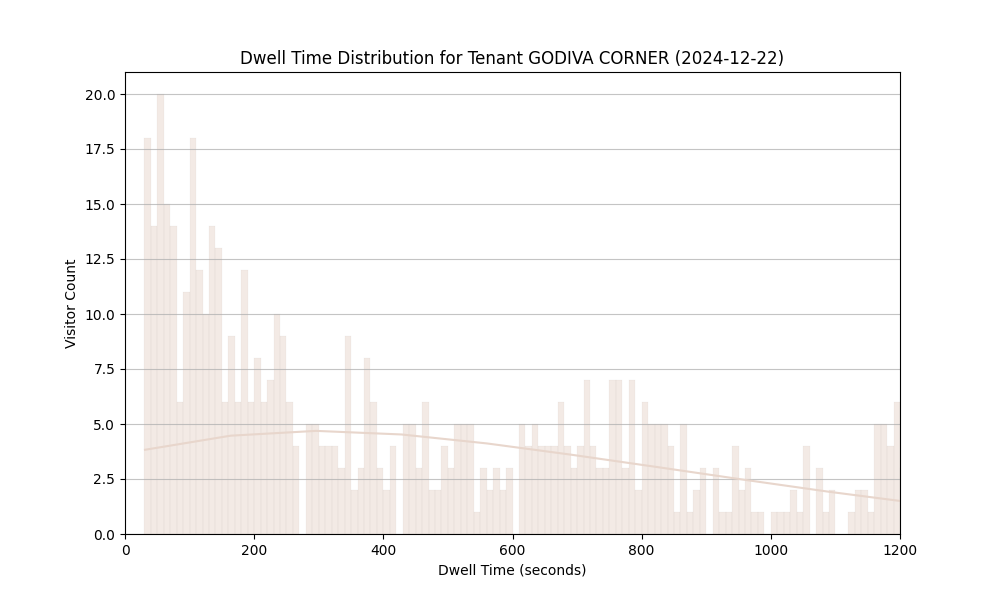 Dwell Time Distribution for Tenant GODIVA CORNER (2024-12-22)
20.0
17.5
15.0
12.5
10.0
7.5
5.0
2.5
0.0
Visitor Count
0 200 400 600 800 1000 1200
Dwell Time (seconds)